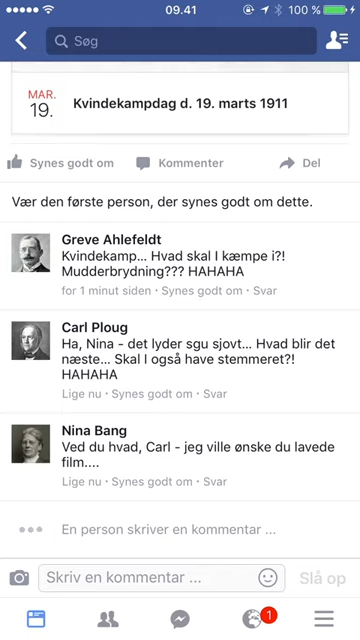 09.41
100 %
Søg
MAR.
19.
Kvindekampdag d. 19. marts 1911
Synes godt om
Kommenter
Del
Vær den første person, der synes godt om dette.
Greve Ahlefeldt
Kvindekamp... Hvad skal I kæmpe i?!
Mudderbrydning??? HAHAHA
for 1 minut siden • Synes godt om • Svar
Carl Ploug
Ha, Nina - det lyder sgu sjovt... Hvad blir det
næste... Skal I også have stemmeret?!
HAHAHA
Lige nu • Synes godt om • Svar
Nina Bang
Ved du hvad, Carl - jeg ville ønske du lavede
film....
Lige nu • Synes godt om • Svar
En person skriver en kommentar ...
Skriv en kommentar ...
Slå op
1